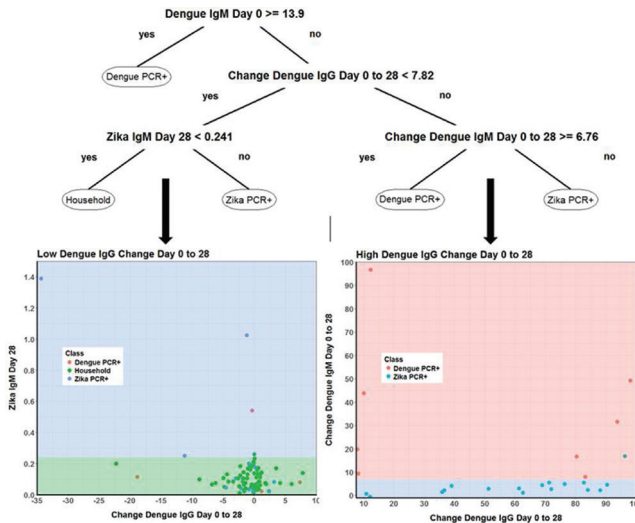 Dengue IgM Day 0 >= 13.9
yes
no
Dengue PCR+
Change Dengue IgG Day 0 to 28 < 7.82
yes
no
Zika IgM Day 28 < 0.241
Change Dengue IgM Day 0 to 28 >= 6.76
yes
no
yes
no
Household
Zika PCR+
Dengue PCR+
Zika PCR+
Low Dengue IgG Change Day 0 to 28
Zika IgM Day 28
1.4
1.2
1.0
0.8
0.6
0.4
0.2
0.0
Class
Dengue PCR+
Household
Zika PCR+
-35 -30 -25 -20 -15 -10 -5 0 5 10
Change Dengue IgG Day 0 to 28
High Dengue IgG Change Day 0 to 28
Change Dengue IgM Day 0 to 28
100
90
80
70
60
50
40
30
20
10
0
Class
Dengue PCR+
Zika PCR+
10 20 30 40 50 60 70 80 90 100
Change Dengue IgG Day 0 to 28